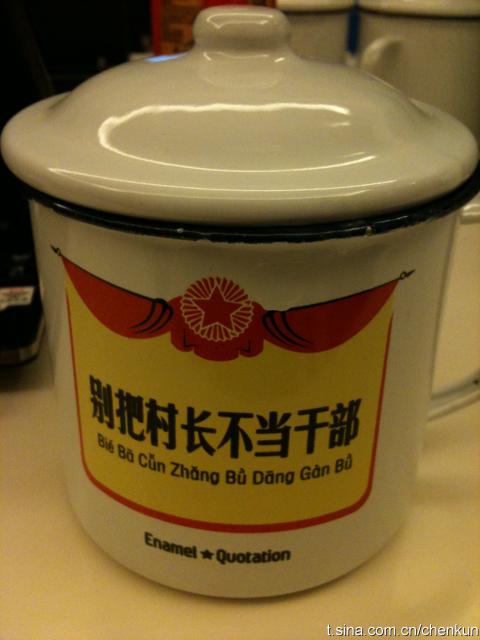 别把村长不当干部
Bié Bǎ Cūn Zhǎng Bù Dāng Gàn Bù
Enamel★Quotation
t.sina.com.cn/chenkun